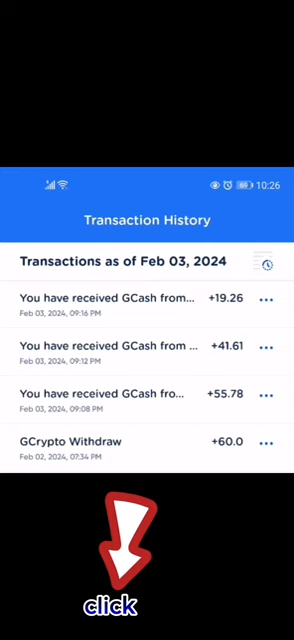 10:26
Transaction History
Transactions as of Feb 03, 2024
You have received GCash from... +19.26
Feb 03, 2024, 09:16 PM
You have received GCash from ... +41.61
Feb 03, 2024, 09:12 PM
You have received GCash fro... +55.78
Feb 03, 2024, 09:08 PM
GCrypto Withdraw +60.0
Feb 02, 2024, 07:34 PM
click